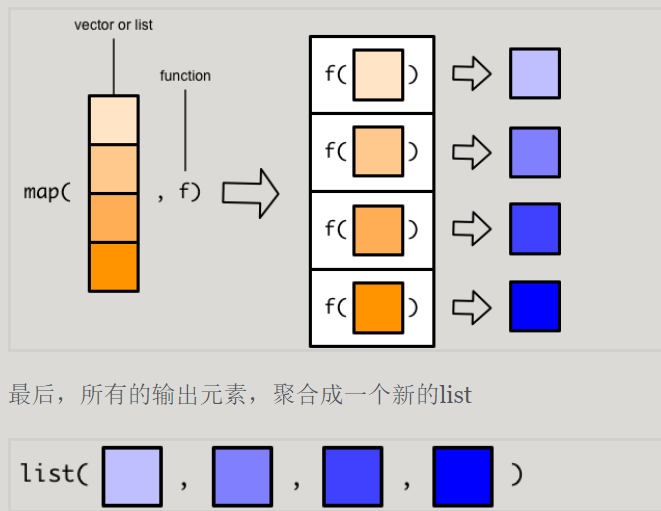 vector or list
function
map( , f)
f( )
f( )
f( )
f( )
最后，所有的输出元素，聚合成一个新的list
list( , , , )